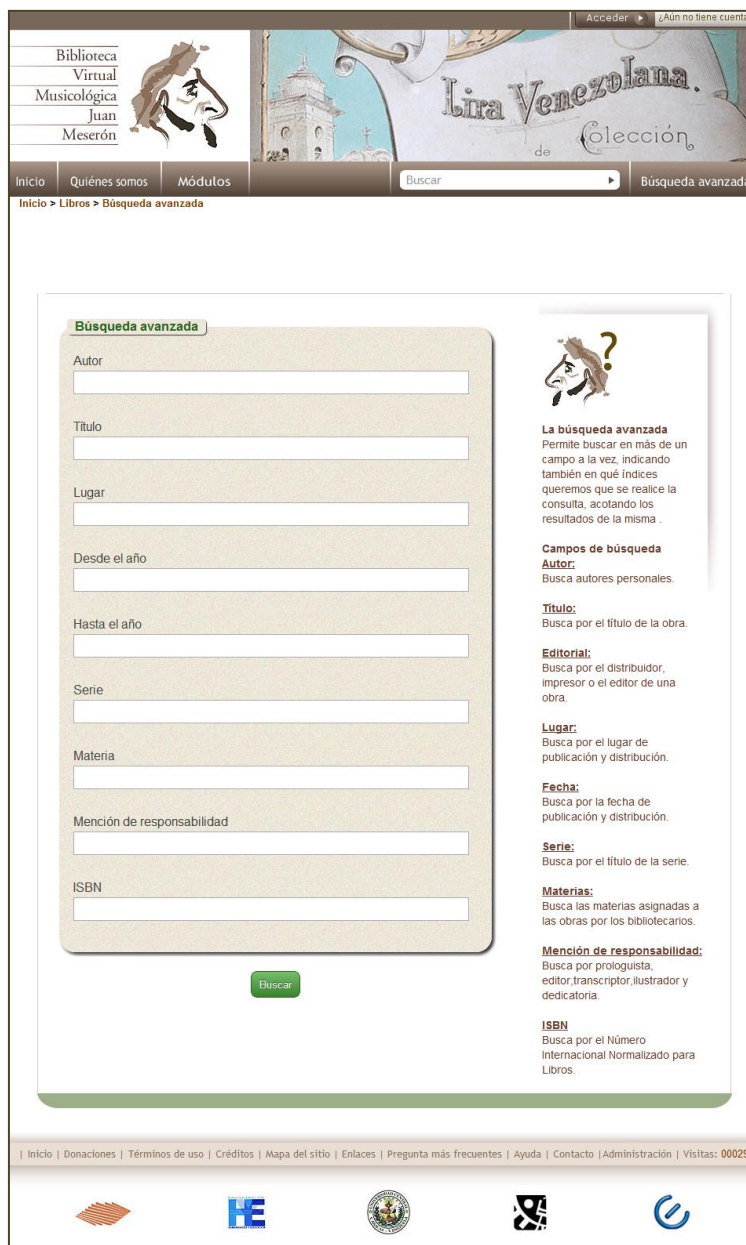 Acceder
¿Aún no tiene cuenta
Biblioteca
Virtual
Musicológica
Juan
Meserón
Lira Venezolana.
de Colección
Inicio
Quiénes somos
Módulos
Buscar
Búsqueda avanzada
Inicio > Libros > Búsqueda avanzada
Búsqueda avanzada
Autor
Título
Lugar
Desde el año
Hasta el año
Serie
Materia
Mención de responsabilidad
ISBN
Buscar
?
La búsqueda avanzada
Permite buscar en más de un
campo a la vez, indicando
también en qué índices
queremos que se realice la
consulta, acotando los
resultados de la misma .
Campos de búsqueda
Autor:
Busca autores personales.
Título:
Busca por el título de la obra.
Editorial:
Busca por el distribuidor,
impresor o el editor de una
obra.
Lugar:
Busca por el lugar de
publicación y distribución.
Fecha:
Busca por la fecha de
publicación y distribución.
Serie:
Busca por el título de la serie.
Materias:
Busca las materias asignadas a
las obras por los bibliotecarios.
Mención de responsabilidad:
Busca por prologuista,
editor,transcriptor,ilustrador y
dedicatoria.
ISBN
Busca por el Número
Internacional Normalizado para
Libros.
| Inicio | Donaciones | Términos de uso | Créditos | Mapa del sitio | Enlaces | Pregunta más frecuentes | Ayuda | Contacto |Administración | Visitas: 00025
HE